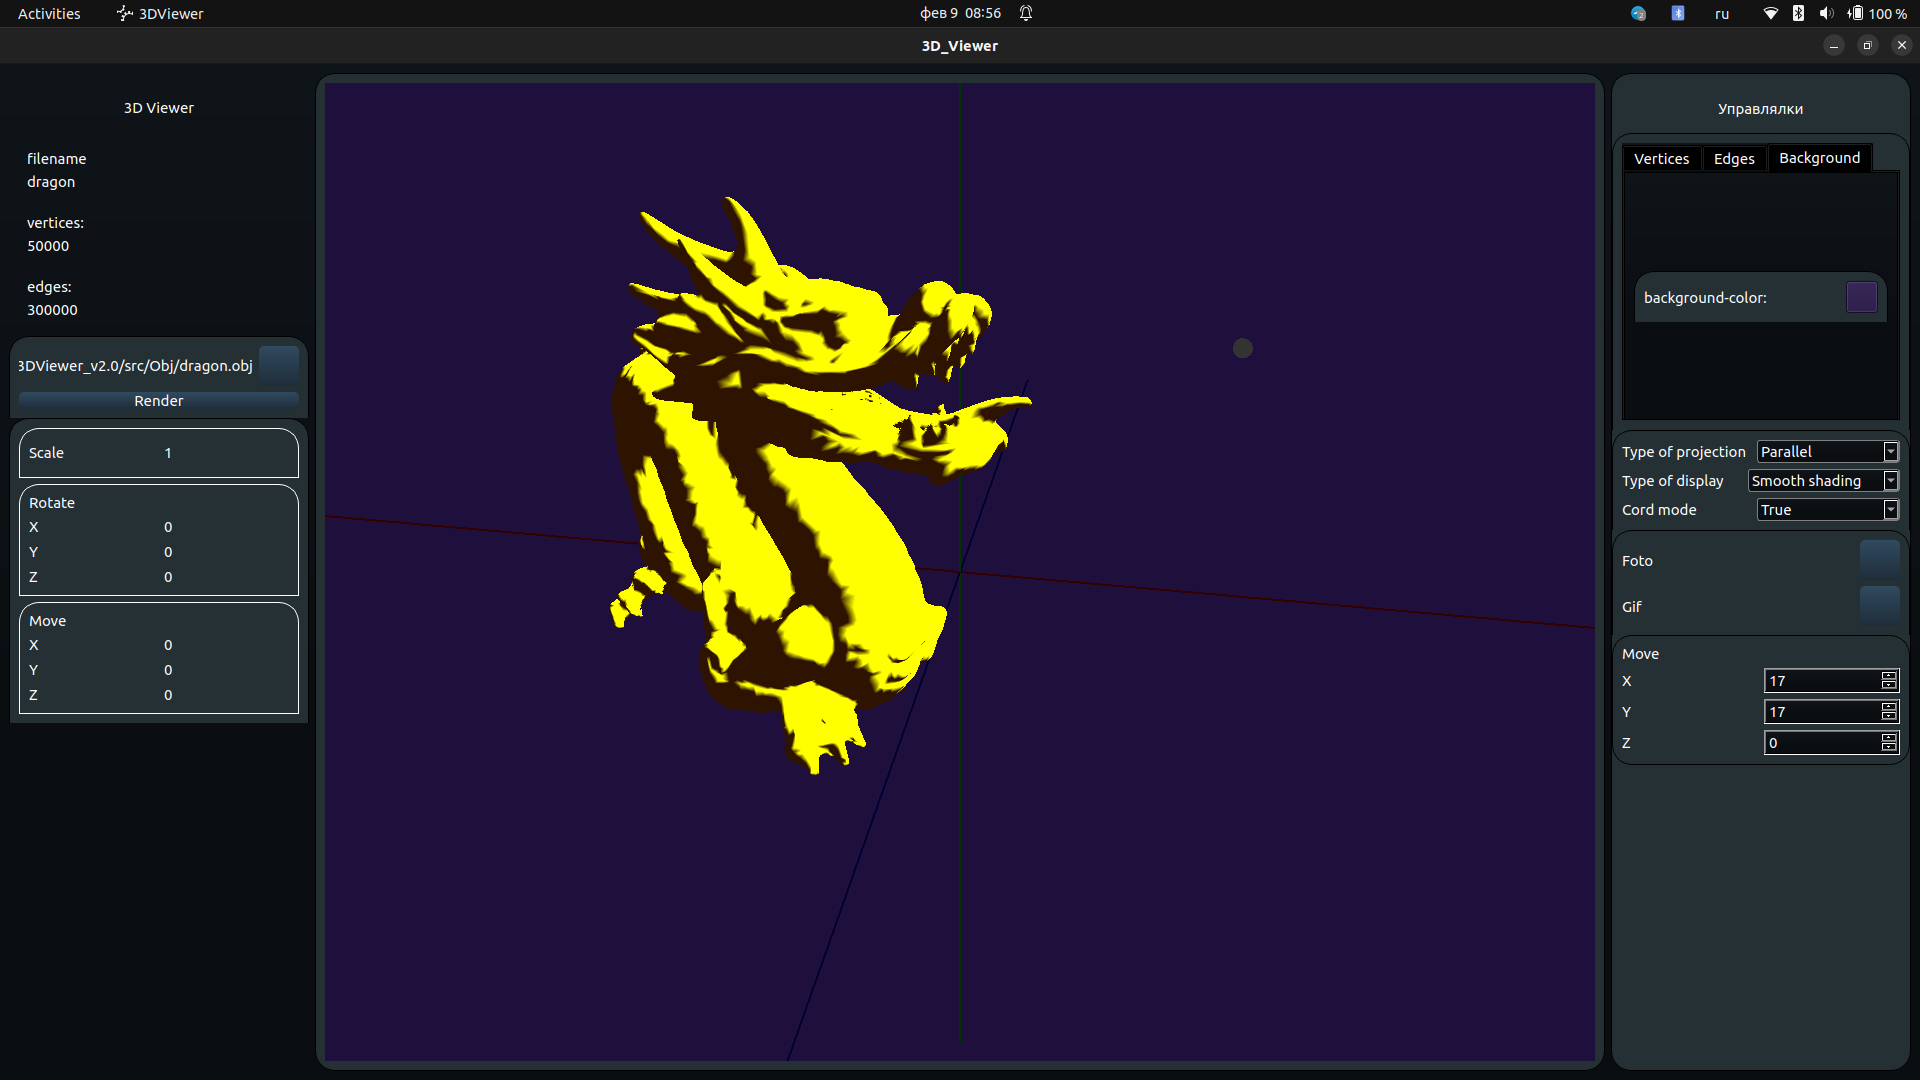 Activities
3DViewer
фев 9 08:56
ru
100 %
3D_Viewer
3D Viewer
filename
dragon
vertices:
50000
edges:
300000
3DViewer_v2.0/src/Obj/dragon.obj
Render
Scale 1
Rotate
X 0
Y 0
Z 0
Move
X 0
Y 0
Z 0
Управлялки
Vertices Edges Background
background-color:
Type of projection Parallel
Type of display Smooth shading
Cord mode True
Foto
Gif
Move
X 17
Y 17
Z 0